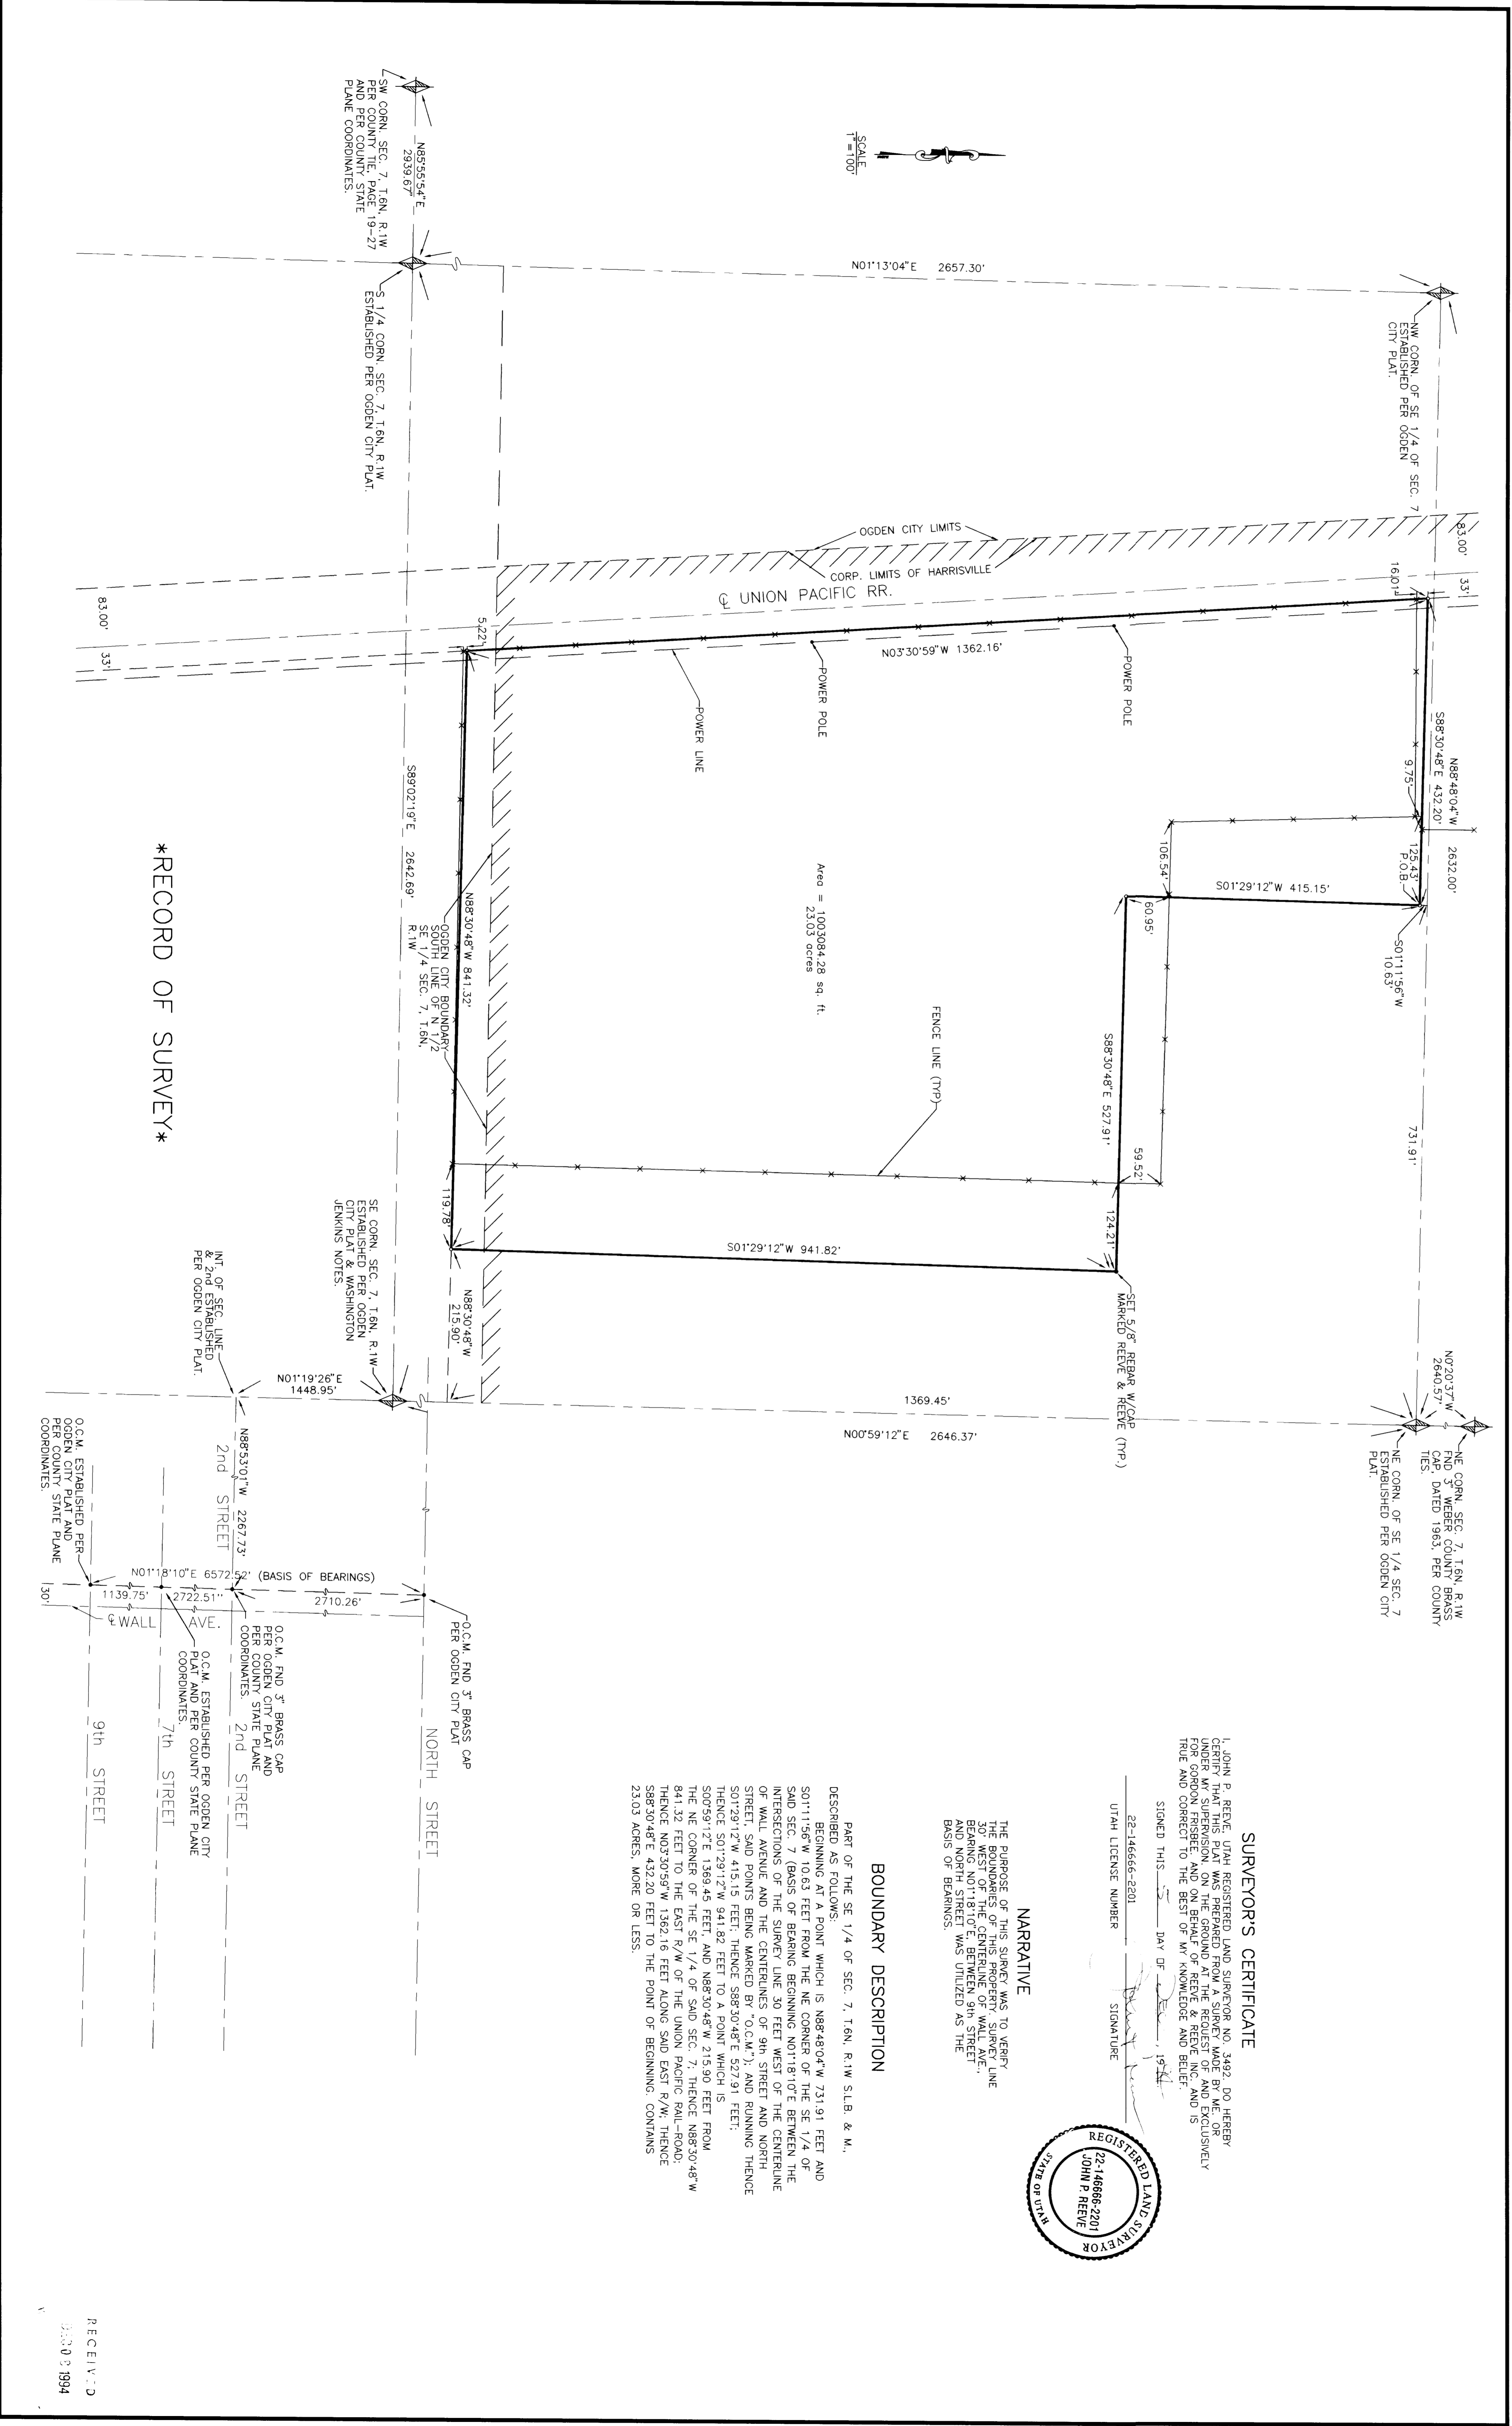 SURVEYOR'S CERTIFICATE
I, JOHN P. REEVE, UTAH REGISTERED LAND SURVEYOR NO. 3492, DO HEREBY
CERTIFY THAT THIS PLAT WAS PREPARED FROM A SURVEY MADE BY ME, OR
UNDER MY SUPERVISION, ON THE GROUND AT THE REQUEST OF AND EXCLUSIVELY
FOR GORDON FRISBEE, AND ON BEHALF OF REEVE & REEVE INC. AND IS
TRUE AND CORRECT TO THE BEST OF MY KNOWLEDGE AND BELIEF.
SIGNED THIS 5 DAY OF Dec , 19
22-146666-2201
UTAH LICENSE NUMBER
SIGNATURE
REGISTERED LAND SURVEYOR
22-146666-2201
JOHN P. REEVE
STATE OF UTAH
NARRATIVE
THE PURPOSE OF THIS SURVEY WAS TO VERIFY
THE BOUNDARIES OF THIS PROPERTY. SURVEY LINE
30' WEST OF THE CENTERLINE OF WALL AVE.,
BEARING N01°18'10"E, BETWEEN 9th STREET
AND NORTH STREET WAS UTILIZED AS THE
BASIS OF BEARINGS.
BOUNDARY DESCRIPTION
PART OF THE SE 1/4 OF SEC. 7, T.6N, R.1W S.L.B. & M.,
DESCRIBED AS FOLLOWS:
BEGINNING AT A POINT WHICH IS N88°48'04"W 731.91 FEET AND
S01°11'56"W 10.63 FEET FROM THE NE CORNER OF THE SE 1/4 OF
SAID SEC. 7 (BASIS OF BEARING BEGINNING N01°18'10"E BETWEEN THE
INTERSECTIONS OF THE SURVEY LINE 30 FEET WEST OF THE CENTERLINE
OF WALL AVENUE AND THE CENTERLINES OF 9th STREET AND NORTH
STREET, SAID POINTS BEING MARKED BY "O.C.M."); AND RUNNING THENCE
S01°29'12"W 415.15 FEET; THENCE S88°30'48"E 527.91 FEET;
THENCE S01°29'12"W 941.82 FEET TO A POINT WHICH IS
S00°59'12"E 1369.45 FEET, AND N88°30'48"W 215.90 FEET FROM
THE NE CORNER OF THE SE 1/4 OF SAID SEC. 7; THENCE N88°30'48"W
841.32 FEET TO THE EAST R/W OF THE UNION PACIFIC RAIL-ROAD;
THENCE N03°30'59"W 1362.16 FEET ALONG SAID EAST R/W; THENCE
S88°30'48"E 432.20 FEET TO THE POINT OF BEGINNING. CONTAINS
23.03 ACRES, MORE OR LESS.
NE CORN. SEC. 7, T.6N, R.1W
FND 3" WEBER COUNTY BRASS
CAP, DATED 1963, PER COUNTY
TIES.
N0°20'37"W
2640.57'
NE CORN. OF SE 1/4 SEC. 7
ESTABLISHED PER OGDEN CITY
PLAT.
NW CORN. OF SE 1/4 OF SEC. 7
ESTABLISHED PER OGDEN
CITY PLAT.
83.00'
33'
16.01'
N88°48'04"W 2632.00'
S88°30'48"E 432.20'
9.75'
125.43'
P.O.B.
S01°11'56"W
10.63'
731.91'
S01°29'12"W 415.15'
106.54'
60.95'
S88°30'48"E 527.91'
59.52'
124.21'
SET 5/8" REBAR W/CAP
MARKED REEVE & REEVE (TYP.)
N01°13'04"E 2657.30'
SCALE
1"=100'
OGDEN CITY LIMITS
CORP. LIMITS OF HARRISVILLE
℄ UNION PACIFIC RR.
N03°30'59"W 1362.16'
POWER POLE
POWER POLE
POWER LINE
Area = 1003084.28 sq. ft.
23.03 acres
FENCE LINE (TYP)
S01°29'12"W 941.82'
1369.45'
N00°59'12"E 2646.37'
5.22'
N88°30'48"W 841.32'
119.78'
N88°30'48"W
215.90'
OGDEN CITY BOUNDARY
SOUTH LINE OF N 1/2
SE 1/4 SEC. 7, T.6N,
R.1W
N85°55'54"E
2939.67'
SW CORN. SEC. 7, T.6N, R.1W
PER COUNTY TIE, PAGE 19-27
AND PER COUNTY STATE
PLANE COORDINATES.
S 1/4 CORN. SEC. 7, T.6N, R.1W
ESTABLISHED PER OGDEN CITY PLAT.
S89°02'19"E 2642.69'
83.00'
33'
SE CORN. SEC. 7, T.6N, R.1W
ESTABLISHED PER OGDEN
CITY PLAT & WASHINGTON
JENKINS NOTES.
N01°19'26"E
1448.95'
INT. OF SEC. LINE
& 2nd ESTABLISHED
PER OGDEN CITY PLAT.
N88°53'01"W 2267.73'
2nd STREET
O.C.M. FND 3" BRASS CAP
PER OGDEN CITY PLAT
NORTH STREET
N01°18'10"E 6572.52' (BASIS OF BEARINGS)
1139.75'
2722.51"
2710.26'
℄ WALL AVE.
30'
O.C.M. FND 3" BRASS CAP
PER OGDEN CITY PLAT AND
PER COUNTY STATE PLANE
COORDINATES.
2nd STREET
O.C.M. ESTABLISHED PER OGDEN CITY
PLAT AND PER COUNTY STATE PLANE
COORDINATES.
7th STREET
O.C.M. ESTABLISHED PER
OGDEN CITY PLAT AND
PER COUNTY STATE PLANE
COORDINATES.
9th STREET
*RECORD OF SURVEY*
RECEIVED
1994